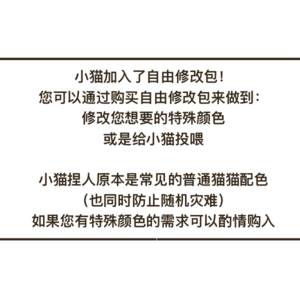 小猫加入了自由修改包！
您可以通过购买自由修改包来做到：
修改您想要的特殊颜色
或是给小猫投喂
小猫捏人原本是常见的普通猫猫配色
（也同时防止随机灾难）
如果您有特殊颜色的需求可以酌情购入